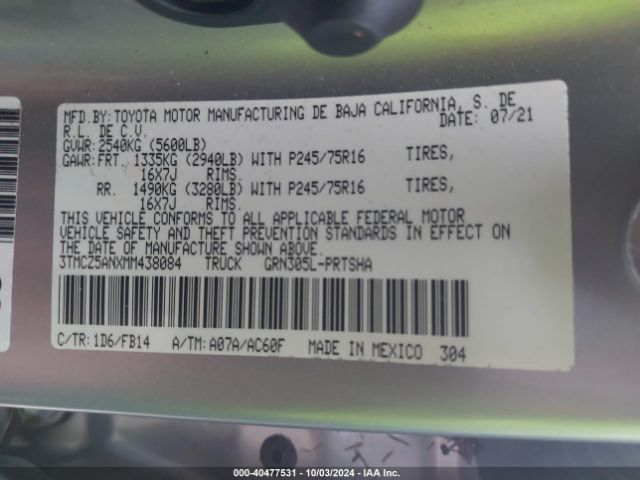 MFD.BY: TOYOTA MOTOR MANUFACTURING DE BAJA CALIFORNIA, S. DE
R.L. DE C.V. DATE: 07/21
GVWR: 2540KG (5600LB)
GAWR: FRT. 1335KG (2940LB) WITH P245/75R16 TIRES,
16X7J RIMS.
RR. 1490KG (3280LB) WITH P245/75R16 TIRES,
16X7J RIMS.
THIS VEHICLE CONFORMS TO ALL APPLICABLE FEDERAL MOTOR
VEHICLE SAFETY AND THEFT PREVENTION STANDARDS IN EFFECT ON
THE DATE OF MANUFACTURE SHOWN ABOVE.
3TMCZ5ANXMM438084 TRUCK GRN305L-PRTSHA
C/TR: 1D6/FB14 A/TM: A07A/AC60F MADE IN MEXICO 304
000-40477531 - 10/03/2024 - IAA Inc.